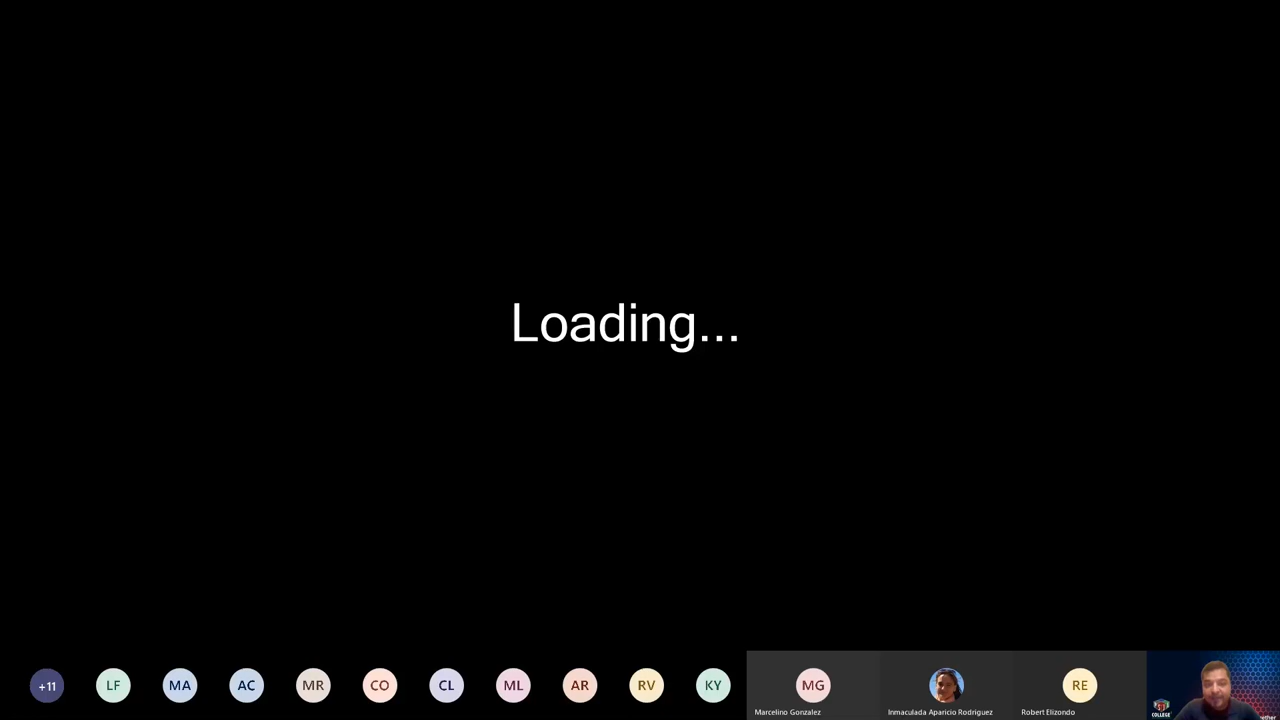 Loading...
+11
LF
MA
AC
MR
CO
CL
ML
AR
RV
KY
MG
RE
Marcelino Gonzalez
Inmaculada Aparicio Rodriguez
Robert Elizondo
COLLEGE